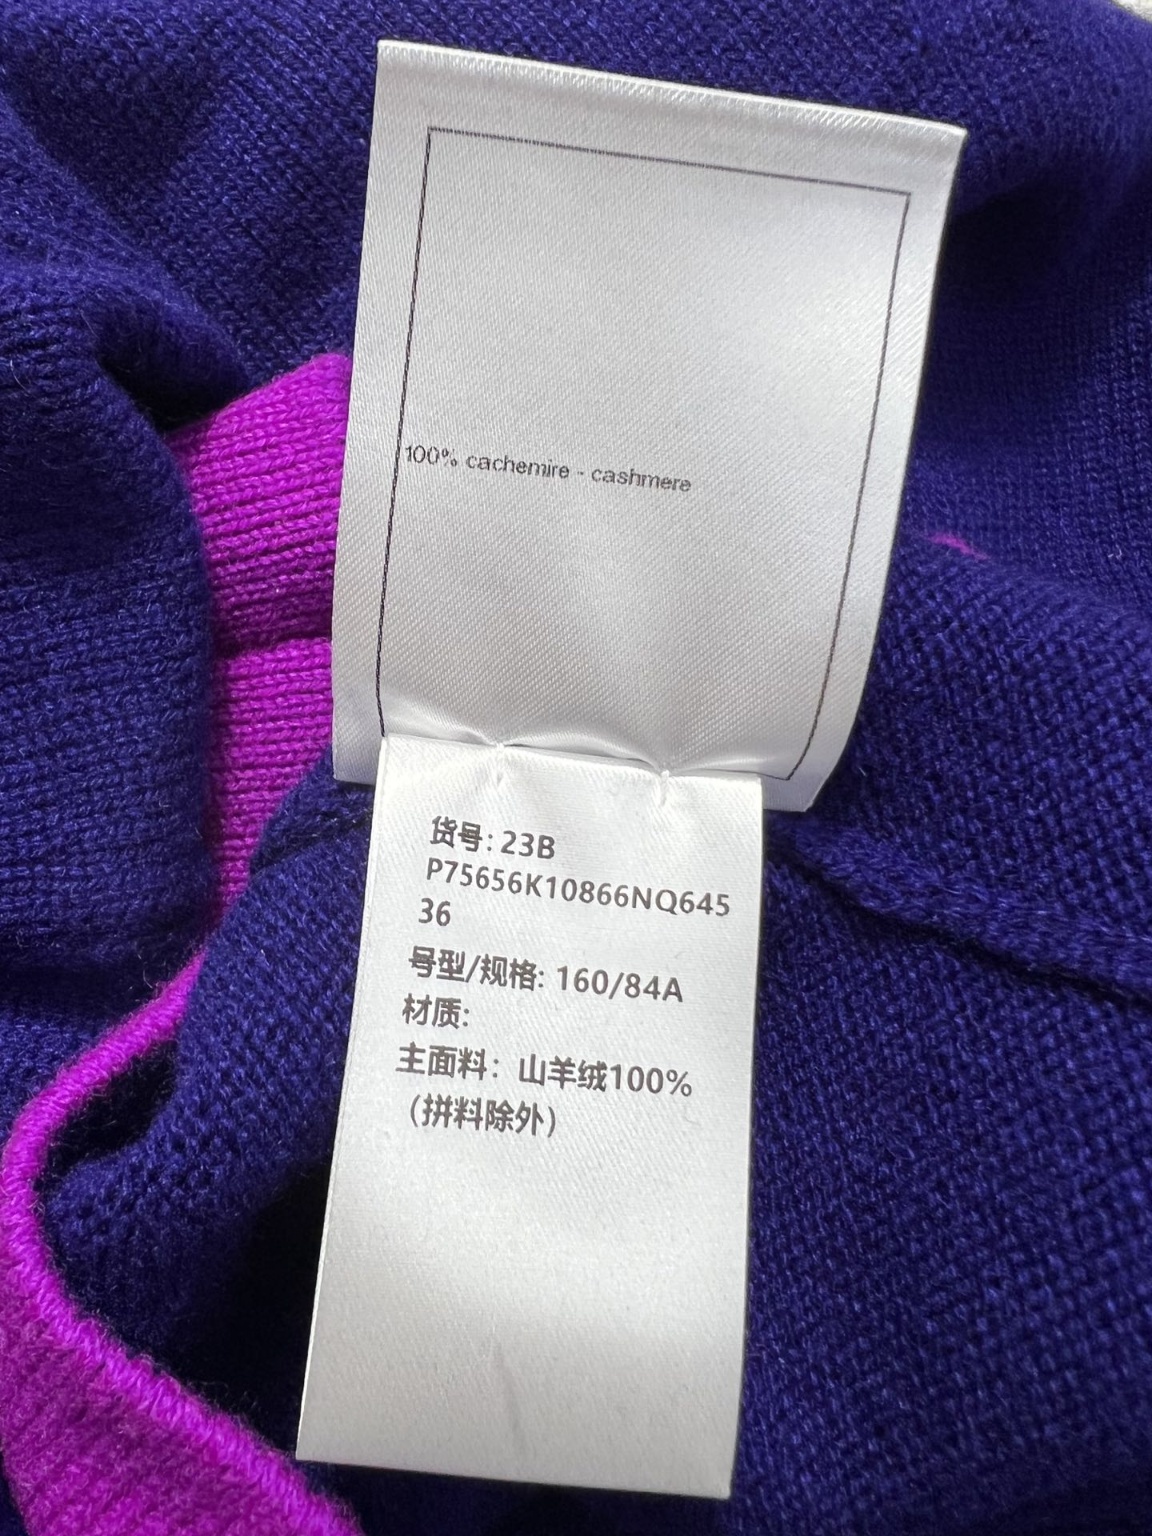 100% cachemire - cashmere
货号: 23B
P75656K10866NQ645
36
号型/规格: 160/84A
材质:
主面料: 山羊绒100%
(拼料除外)